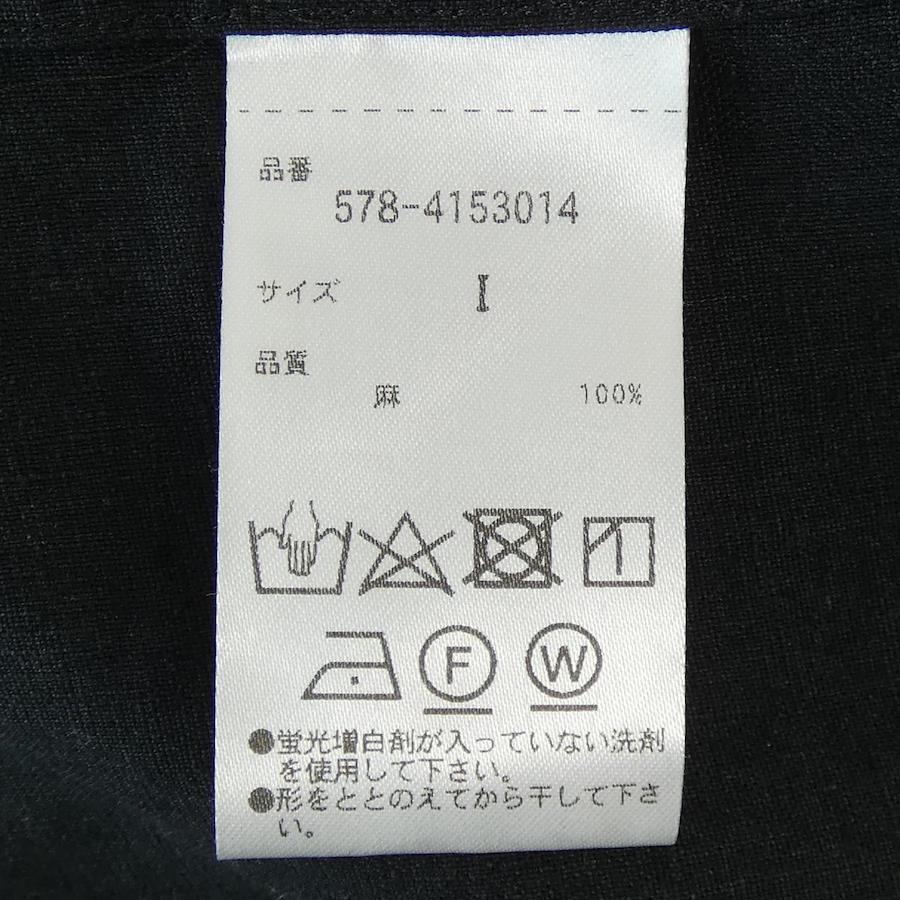 品番
578-4153014
サイズ I
品質
麻 100%
F W
●蛍光増白剤が入っていない洗剤
を使用して下さい。
●形をととのえてから干して下さ
い。